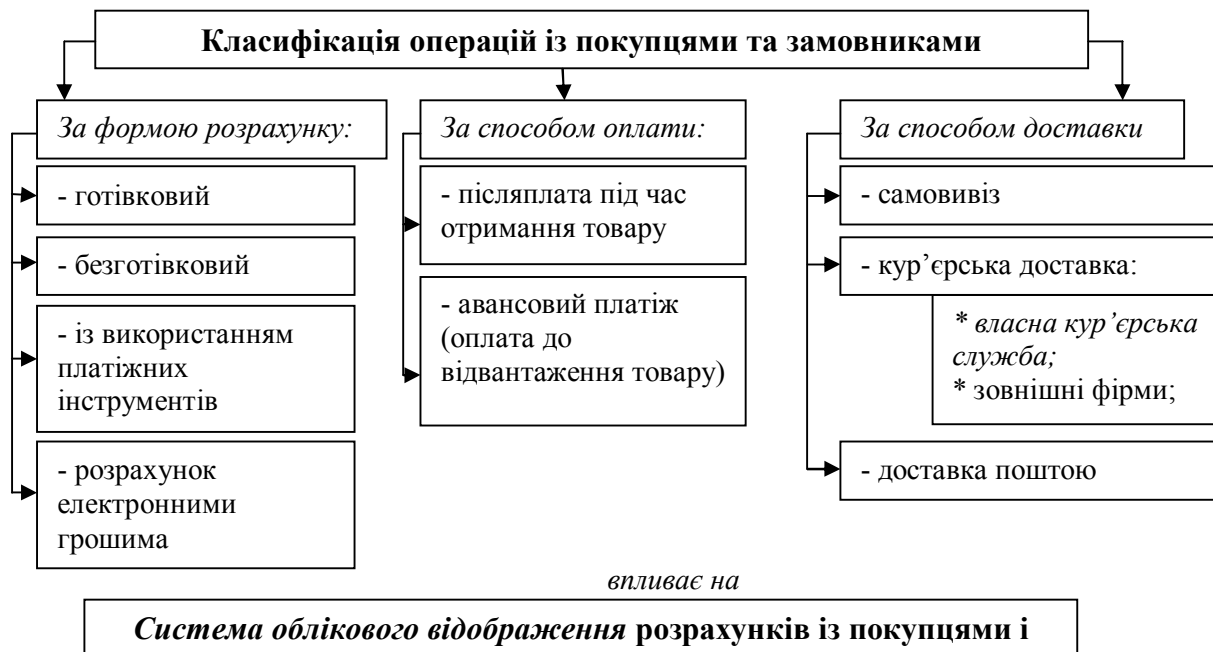 Класифікація операцій із покупцями та замовниками
За формою розрахунку:
- готівковий
- безготівковий
- із використанням
платіжних
інструментів
- розрахунок
електронними
грошима
За способом оплати:
- післяплата під час
отримання товару
- авансовий платіж
(оплата до
відвантаження товару)
За способом доставки
- самовивіз
- кур’єрська доставка:
* власна кур’єрська
служба;
* зовнішні фірми;
- доставка поштою
впливає на
Система облікового відображення розрахунків із покупцями і